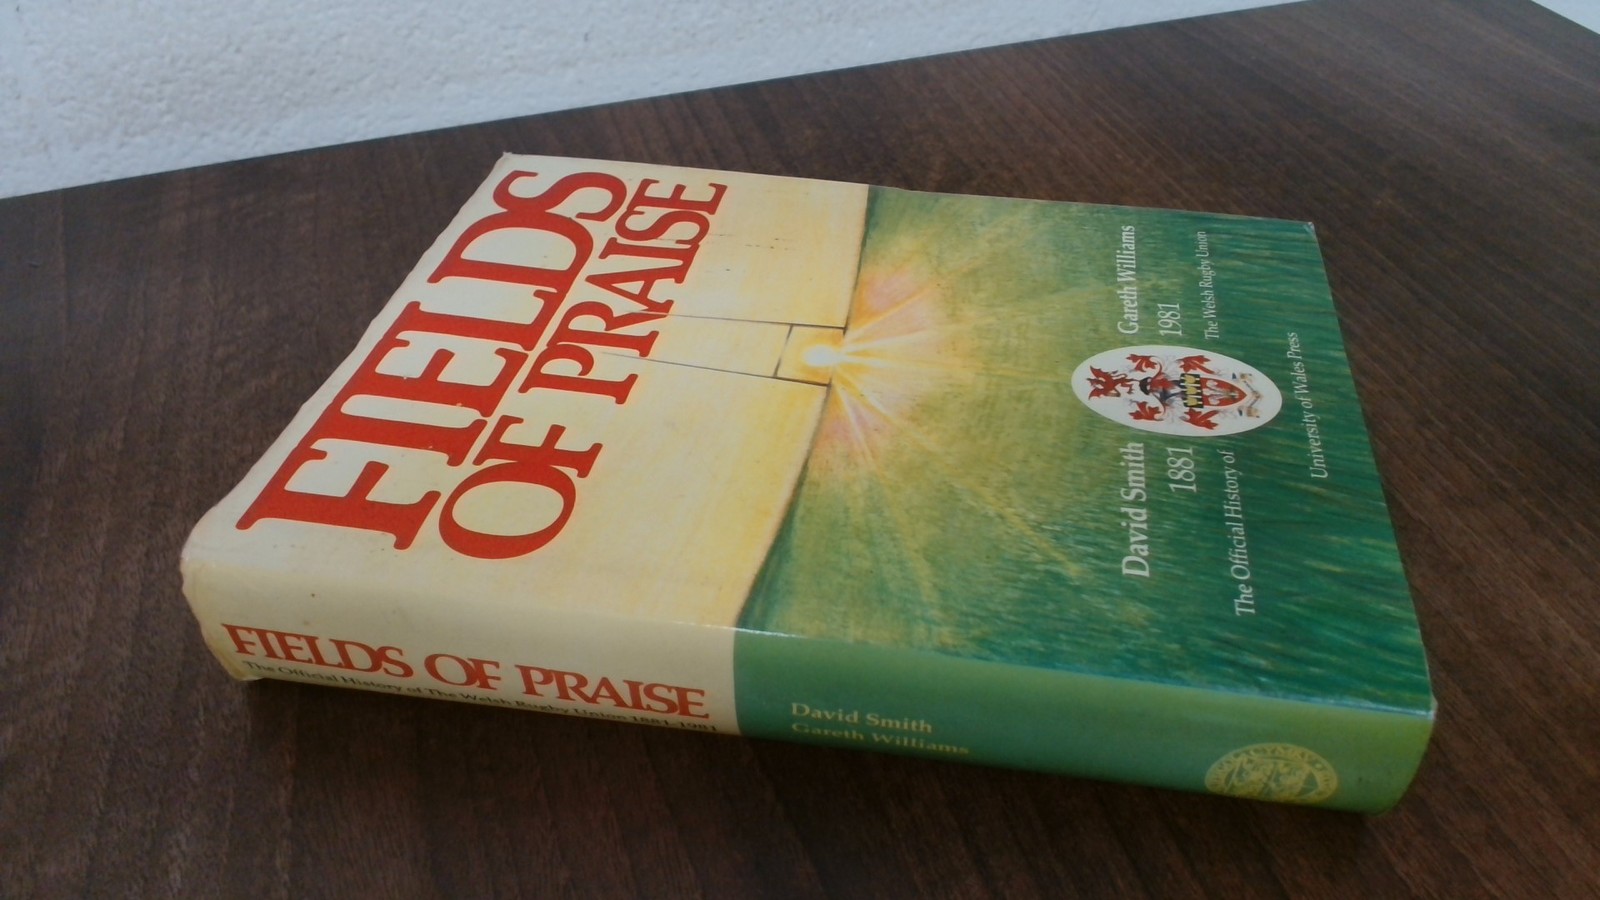 FIELDS
OF PRAISE
David Smith
Gareth Williams
1881
1981
The Official History of
The Welsh Rugby Union
University of Wales Press
FIELDS OF PRAISE
The Official History of The Welsh Rugby Union 1881-1981
David Smith
Gareth Williams